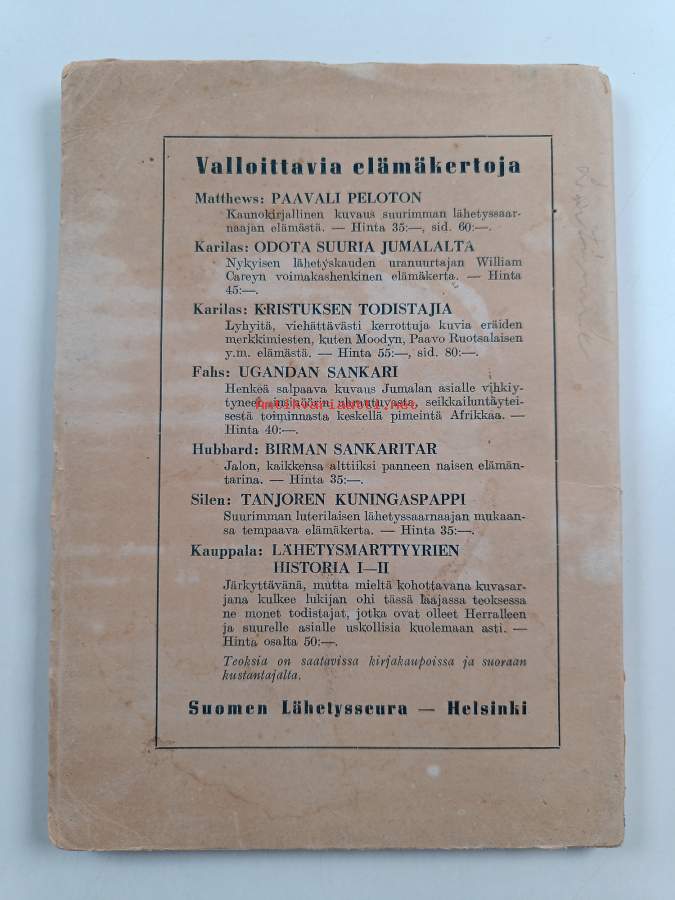 Valloittavia elämäkertoja
Matthews: PAAVALI PELOTON
Kaunokirjallinen kuvaus suurimman lähetyssaar-
naajan elämästä. — Hinta 35:—, sid. 60:—.
Karilas: ODOTA SUURIA JUMALALTA
Nykyisen lähetyskauden uranuurtajan William
Careyn voimakashenkinen elämäkerta. — Hinta
45:—.
Karilas: KRISTUKSEN TODISTAJIA
Lyhyitä, viehättävästi kerrottuja kuvia eräiden
merkkimiesten, kuten Moodyn, Paavo Ruotsalaisen
y.m. elämästä. — Hinta 55:—, sid. 80:—.
Fahs: UGANDAN SANKARI
Henkeä salpaava kuvaus Jumalan asialle vihkiy-
tyneen insinöörin uhrautuvasta, seikkailuntäytei-
Antikvariaatti.net
sestä toiminnasta keskellä pimeintä Afrikkaa. —
Hinta 40:—.
Hubbard: BIRMAN SANKARITAR
Jalon, kaikkensa alttiiksi panneen naisen elämän-
tarina. — Hinta 35:—.
Silen: TANJOREN KUNINGASPAPPI
Suurimman luterilaisen lähetyssaarnaajan mukaan-
sa tempaava elämäkerta. — Hinta 35:—.
Kauppala: LÄHETYSMARTTYYRIEN
HISTORIA I—II
Järkyttävänä, mutta mieltä kohottavana kuvasar-
jana kulkee lukijan ohi tässä laajassa teoksessa
ne monet todistajat, jotka ovat olleet Herralleen
ja suurelle asialle uskollisia kuolemaan asti. —
Hinta osalta 50:—.
Teoksia on saatavissa kirjakaupoissa ja suoraan
kustantajalta.
Suomen Lähetysseura — Helsinki